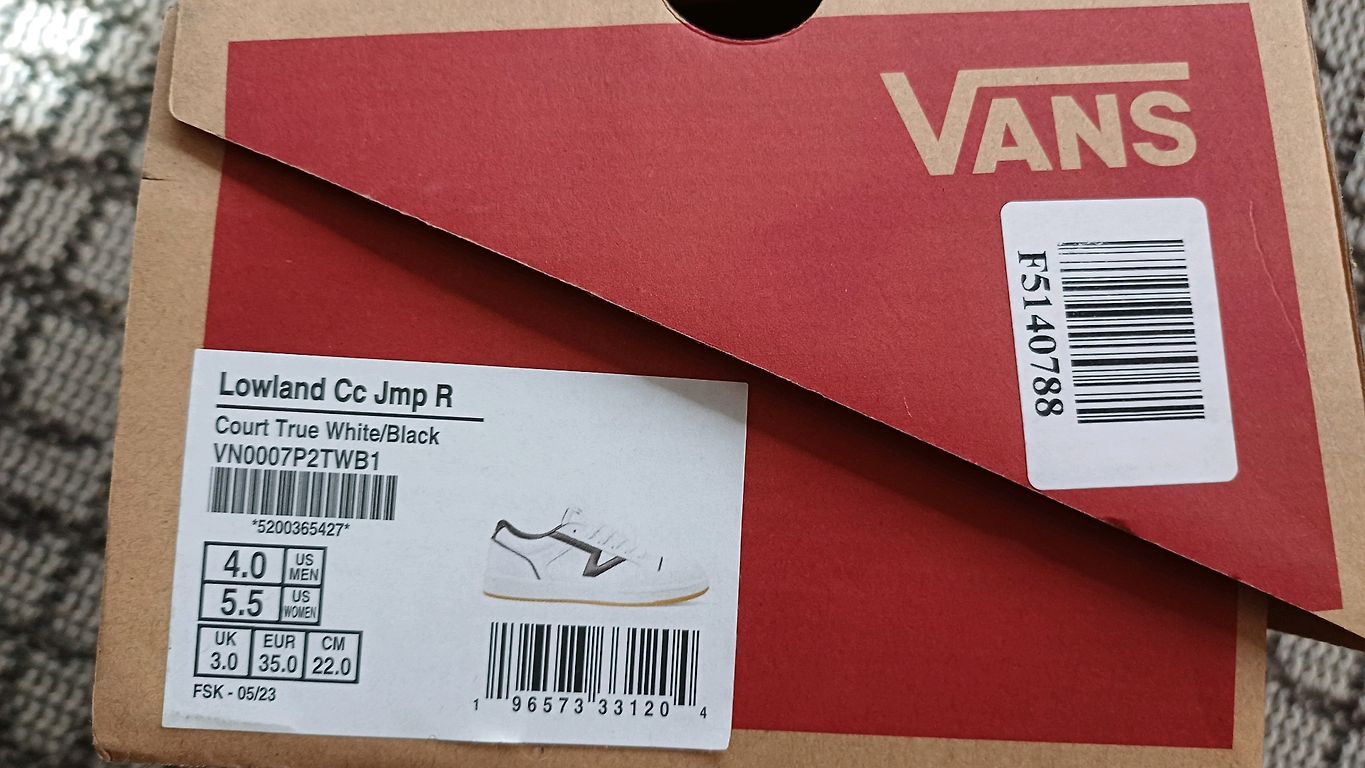 VANS
F5140788
Lowland Cc Jmp R
Court True White/Black
VN0007P2TWB1
*5200365427*
4.0 US MEN
5.5 US WOMEN
UK EUR CM
3.0 35.0 22.0
FSK - 05/23
1 96573 33120 4